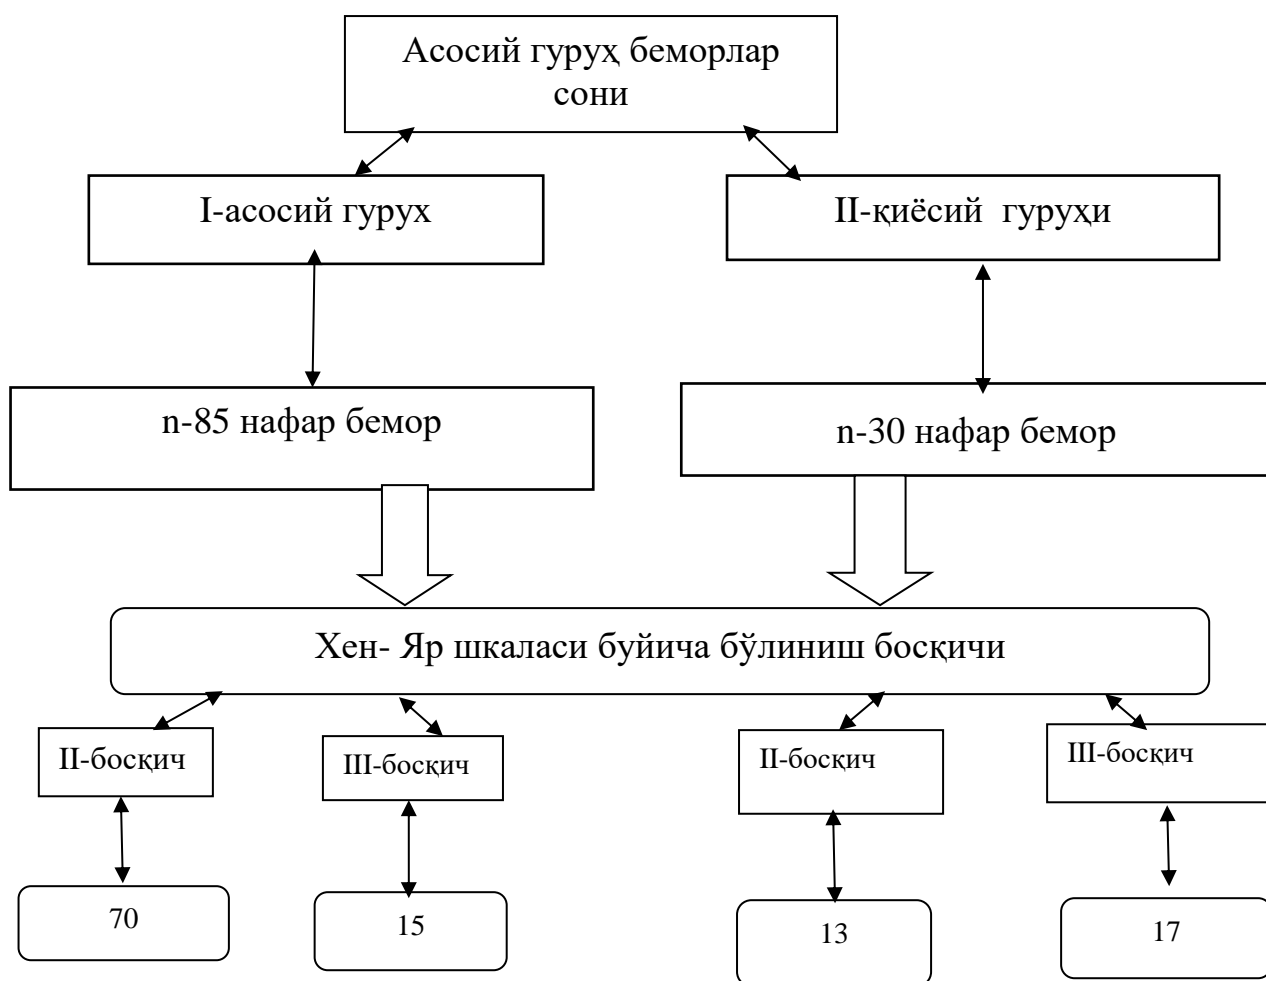 Асосий гуруҳ беморлар
сони
I-асосий гурух
II-қиёсий гуруҳи
n-85 нафар бемор
n-30 нафар бемор
Хен- Яр шкаласи буйича бўлиниш босқичи
II-босқич
III-босқич
II-босқич
III-босқич
70
15
13
17